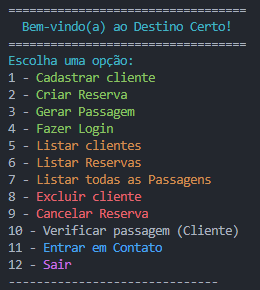 ==================================
Bem-vindo(a) ao Destino Certo!
==================================
Escolha uma opção:
1 - Cadastrar cliente
2 - Criar Reserva
3 - Gerar Passagem
4 - Fazer Login
5 - Listar clientes
6 - Listar Reservas
7 - Listar todas as Passagens
8 - Excluir cliente
9 - Cancelar Reserva
10 - Verificar passagem (Cliente)
11 - Entrar em Contato
12 - Sair
------------------------------